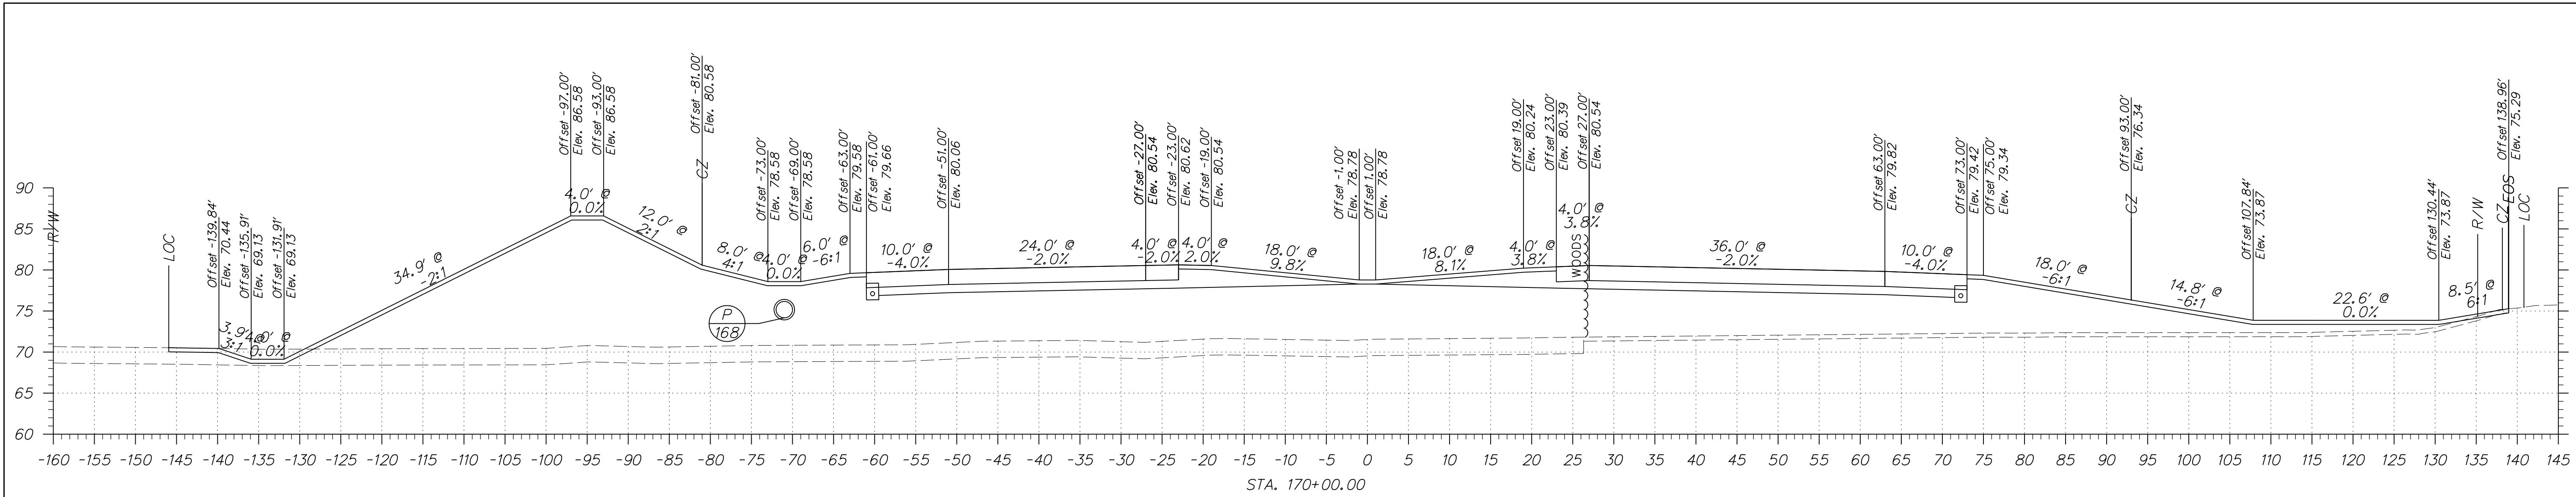 R/W
LOC
Offset -139.84'
Elev. 70.44
Offset -135.91'
Elev. 69.13
Offset -131.91'
Elev. 69.13
3.9' @
3:1
4.0' @
0.0%
34.9' @
-2:1
Offset -97.00'
Elev. 86.58
Offset -93.00'
Elev. 86.58
4.0' @
0.0%
12.0' @
2:1
Offset -81.00'
Elev. 80.58
CZ
8.0' @
4:1
Offset -73.00'
Elev. 78.58
Offset -69.00'
Elev. 78.58
4.0' @
0.0%
6.0' @
-6:1
Offset -63.00'
Elev. 79.58
Offset -61.00'
Elev. 79.66
10.0' @
-4.0%
Offset -51.00'
Elev. 80.06
24.0' @
-2.0%
Offset -27.00'
Elev. 80.54
4.0' @
-2.0%
Offset -23.00'
Elev. 80.62
4.0' @
2.0%
Offset -19.00'
Elev. 80.54
18.0' @
9.8%
Offset -1.00'
Elev. 78.78
Offset 1.00'
Elev. 78.78
18.0' @
8.1%
Offset 19.00'
Elev. 80.24
4.0' @
3.8%
Offset 23.00'
Elev. 80.39
Offset 27.00'
Elev. 80.54
4.0' @
3.8%
WOODS
36.0' @
-2.0%
Offset 63.00'
Elev. 79.82
10.0' @
-4.0%
Offset 73.00'
Elev. 79.42
Offset 75.00'
Elev. 79.34
18.0' @
-6:1
Offset 93.00'
Elev. 76.34
CZ
14.8' @
-6:1
Offset 107.84'
Elev. 73.87
22.6' @
0.0%
Offset 130.44'
Elev. 73.87
8.5' @
6:1
R/W
CZ
Offset 138.96'
Elev. 75.29
EOS
LOC
P
168
90
85
80
75
70
65
60
-160 -155 -150 -145 -140 -135 -130 -125 -120 -115 -110 -105 -100 -95 -90 -85 -80 -75 -70 -65 -60 -55 -50 -45 -40 -35 -30 -25 -20 -15 -10 -5 0 5 10 15 20 25 30 35 40 45 50 55 60 65 70 75 80 85 90 95 100 105 110 115 120 125 130 135 140 145
STA. 170+00.00